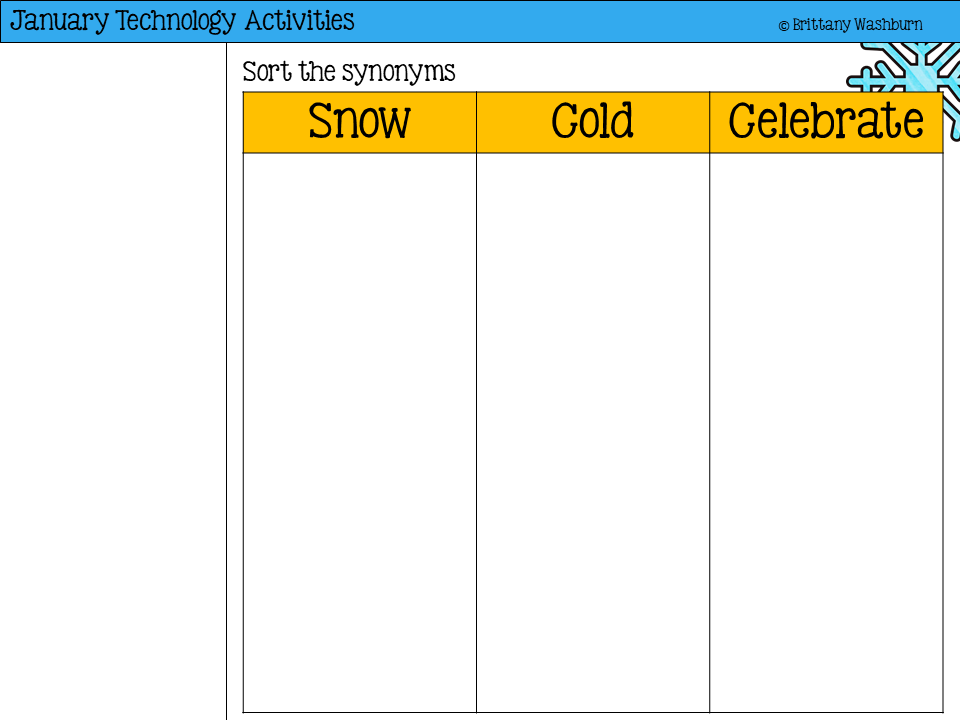 January Technology Activities
© Brittany Washburn
Sort the synonyms
Snow
Cold
Celebrate